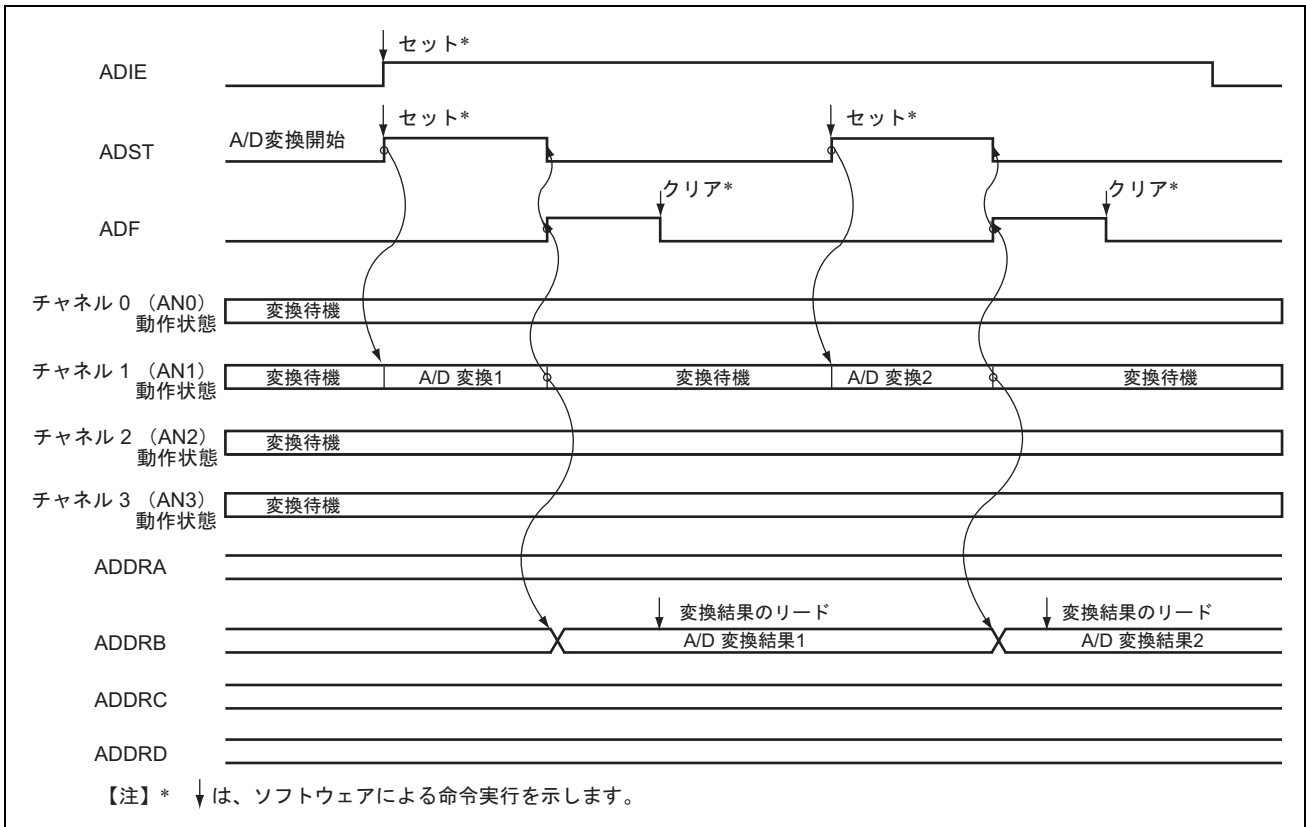 セット*
ADIE
セット*
セット*
A/D変換開始
ADST
クリア*
クリア*
ADF
チャネル 0 (AN0)
動作状態
変換待機
チャネル 1 (AN1)
動作状態
変換待機
A/D 変換1
変換待機
A/D 変換2
変換待機
チャネル 2 (AN2)
動作状態
変換待機
チャネル 3 (AN3)
動作状態
変換待機
ADDRA
変換結果のリード
変換結果のリード
ADDRB
A/D 変換結果1
A/D 変換結果2
ADDRC
ADDRD
【注】* ↓は、ソフトウェアによる命令実行を示します。